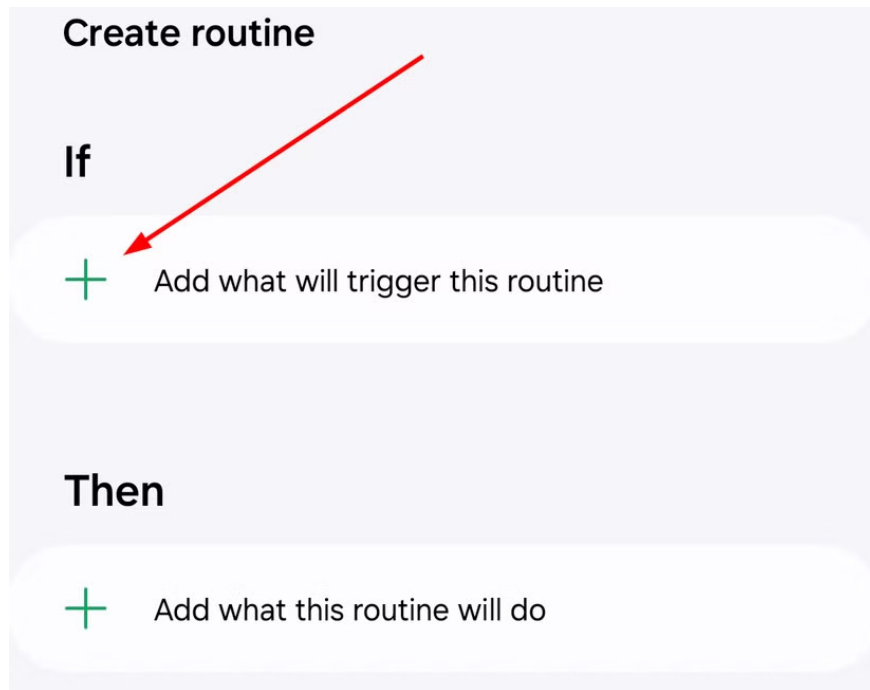 Create routine
If
Add what will trigger this routine
Then
Add what this routine will do